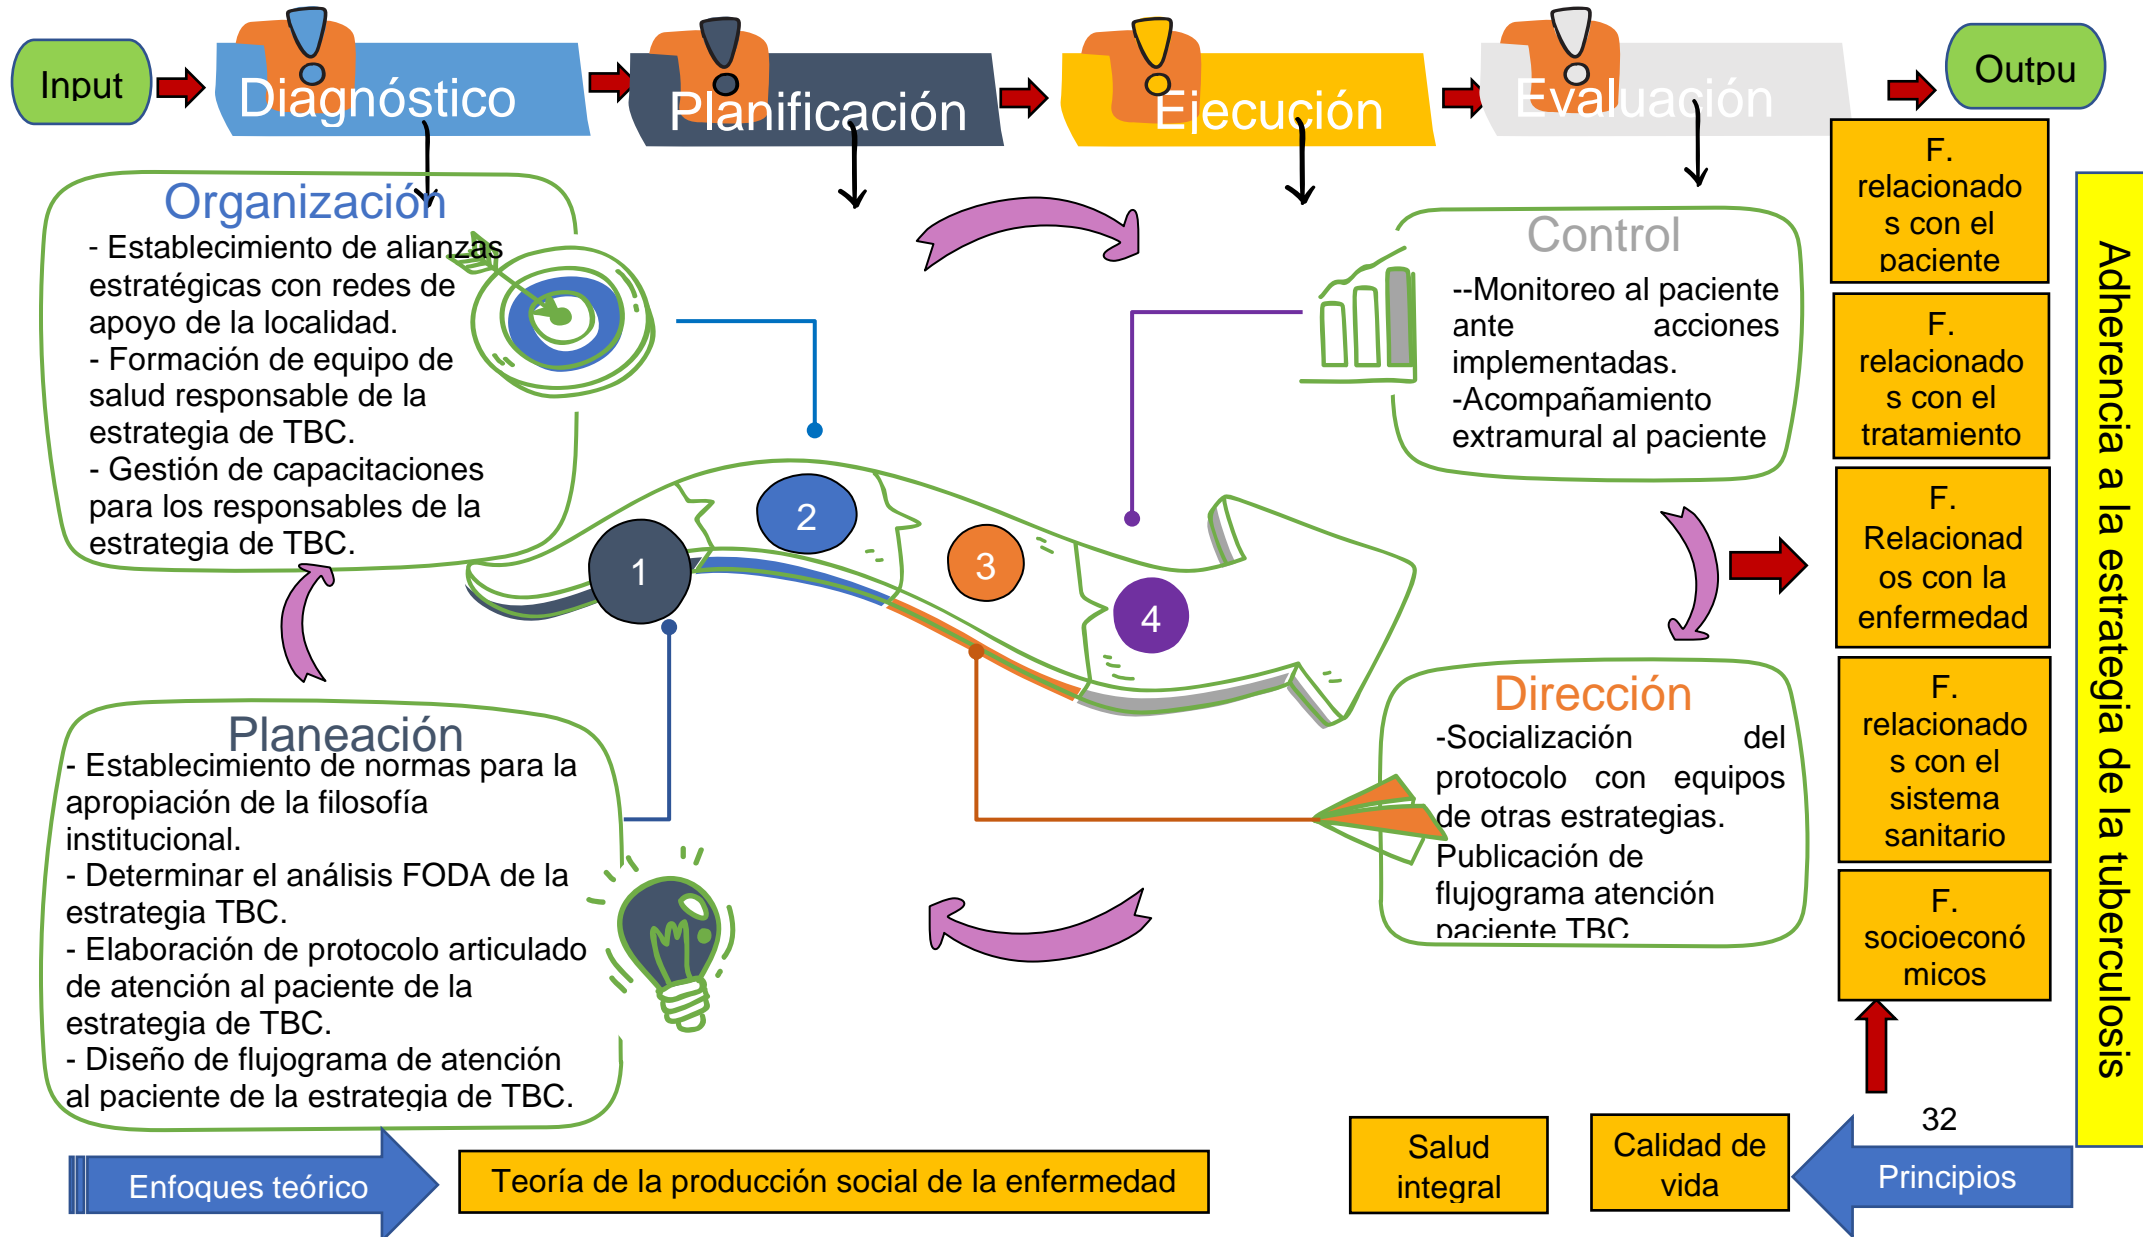 Input
Diagnóstico
Planificación
Ejecución
Evaluación
Outpu
Organización
- Establecimiento de alianzas
estratégicas con redes de
apoyo de la localidad.
- Formación de equipo de
salud responsable de la
estrategia de TBC.
- Gestión de capacitaciones
para los responsables de la
estrategia de TBC.
Control
--Monitoreo al paciente
ante acciones
implementadas.
-Acompañamiento
extramural al paciente
1
2
3
4
Planeación
- Establecimiento de normas para la
apropiación de la filosofía
institucional.
- Determinar el análisis FODA de la
estrategia TBC.
- Elaboración de protocolo articulado
de atención al paciente de la
estrategia de TBC.
- Diseño de flujograma de atención
al paciente de la estrategia de TBC.
Dirección
-Socialización del
protocolo con equipos
de otras estrategias.
Publicación de
flujograma atención
paciente TBC
F.
relacionado
s con el
paciente
F.
relacionado
s con el
tratamiento
F.
Relacionad
os con la
enfermedad
F.
relacionado
s con el
sistema
sanitario
F.
socioeconó
micos
Adherencia a la estrategia de la tuberculosis
32
Enfoques teórico
Teoría de la producción social de la enfermedad
Salud
integral
Calidad de
vida
Principios